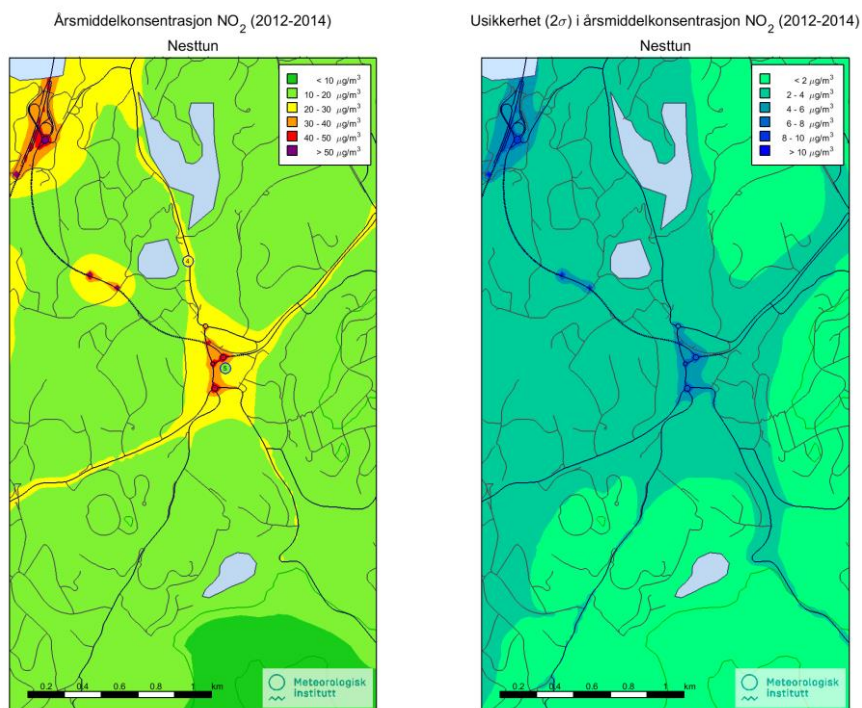 Årsmiddelkonsentrasjon NO2 (2012-2014)
Nesttun
< 10 μg/m3
10 - 20 μg/m3
20 - 30 μg/m3
30 - 40 μg/m3
40 - 50 μg/m3
> 50 μg/m3
4
5
0.2 0.4 0.6 0.8 1 km
Meteorologisk
institutt
Usikkerhet (2σ) i årsmiddelkonsentrasjon NO2 (2012-2014)
Nesttun
< 2 μg/m3
2 - 4 μg/m3
4 - 6 μg/m3
6 - 8 μg/m3
8 - 10 μg/m3
> 10 μg/m3
0.2 0.4 0.6 0.8 1 km
Meteorologisk
institutt